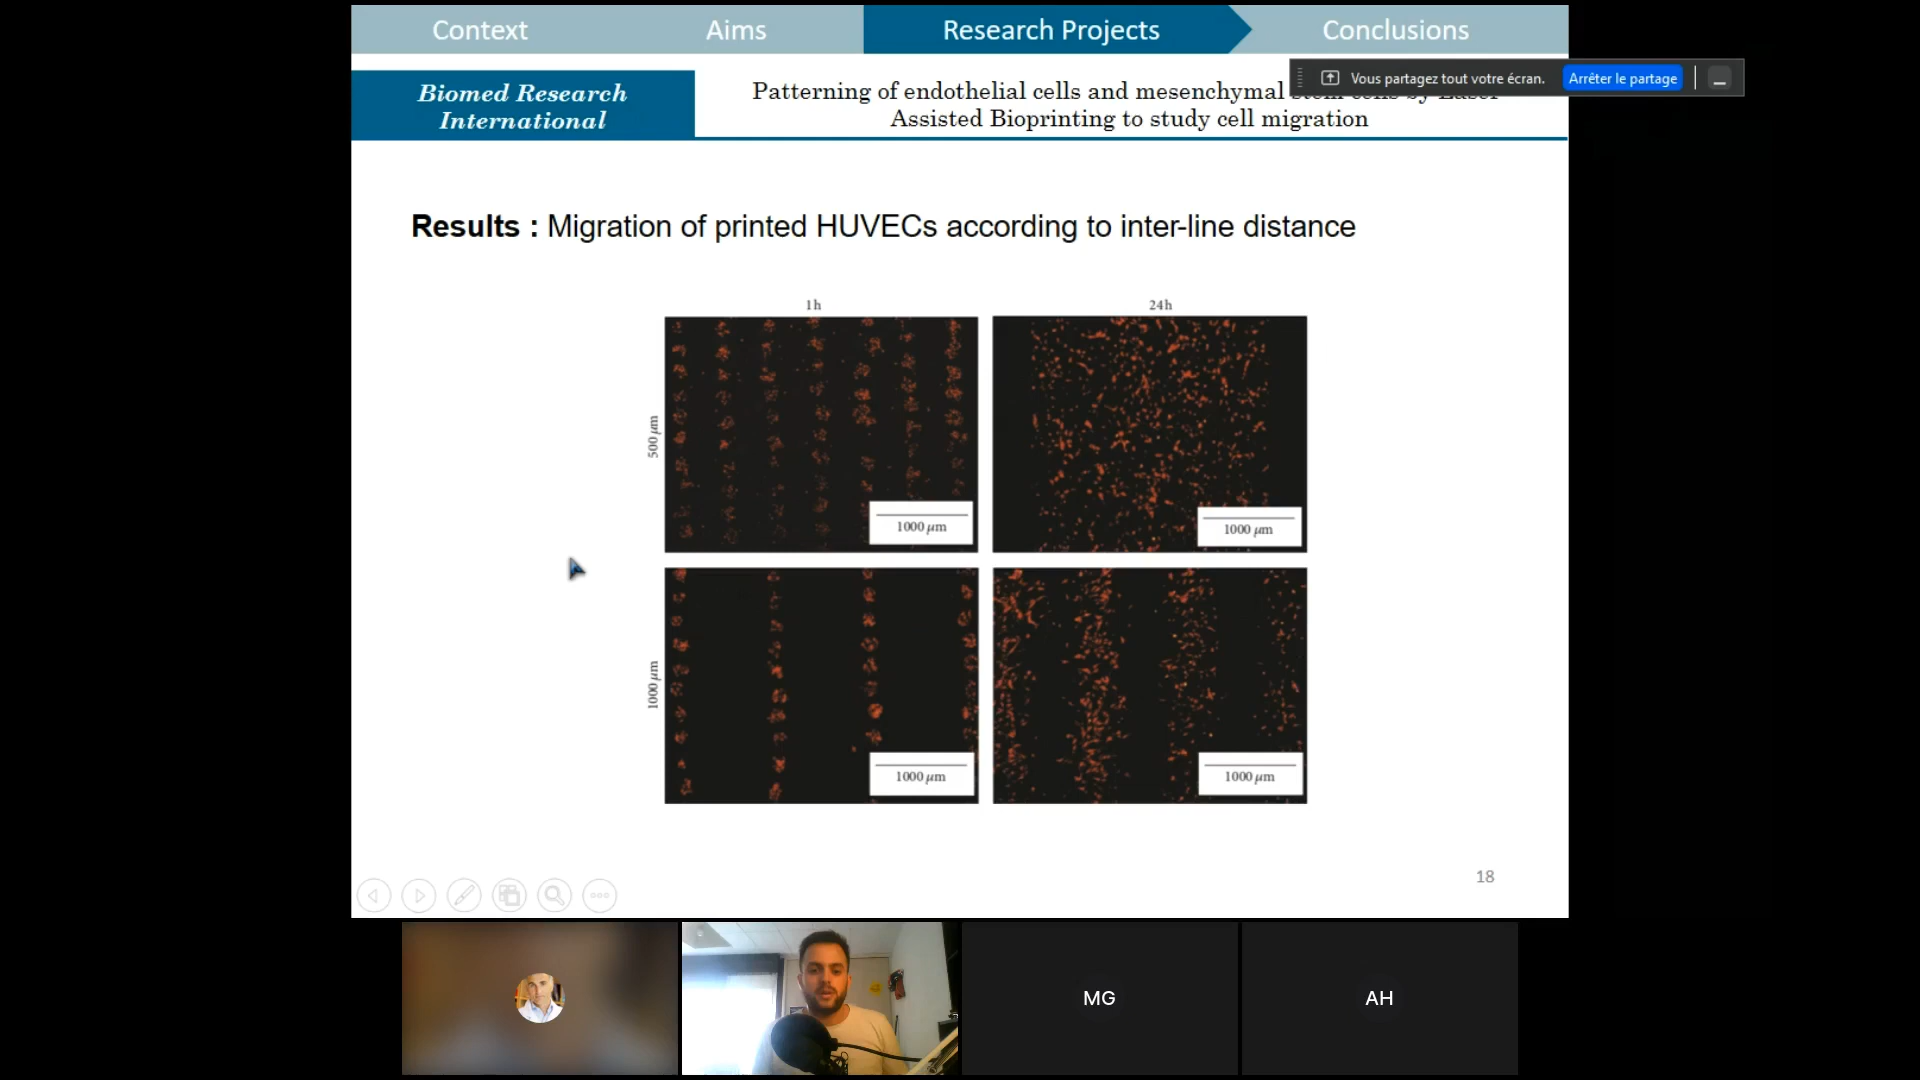 Context Aims Research Projects Conclusions
Vous partagez tout votre écran. Arrêter le partage
Biomed Research
International
Patterning of endothelial cells and mesenchymal
Assisted Bioprinting to study cell migration
Results : Migration of printed HUVECs according to inter-line distance
1h 24h
500 μm
1000 μm
1000 μm
1000 μm
1000 μm
1000 μm
18
MG
AH